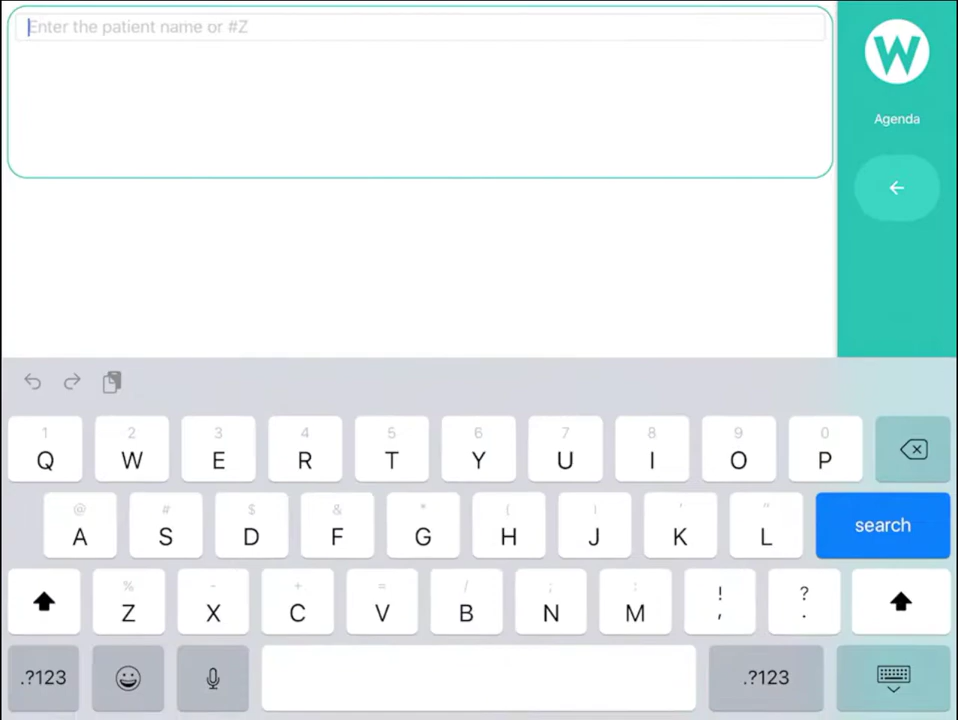 Enter the patient name or #Z
W
Agenda
1 2 3 4 5 6 7 8 9 0
Q W E R T Y U I O P
@ # $ & * ( ) ' "
A S D F G H J K L
search
% - + = / ; : ! ?
Z X C V B N M , .
.?123
.?123